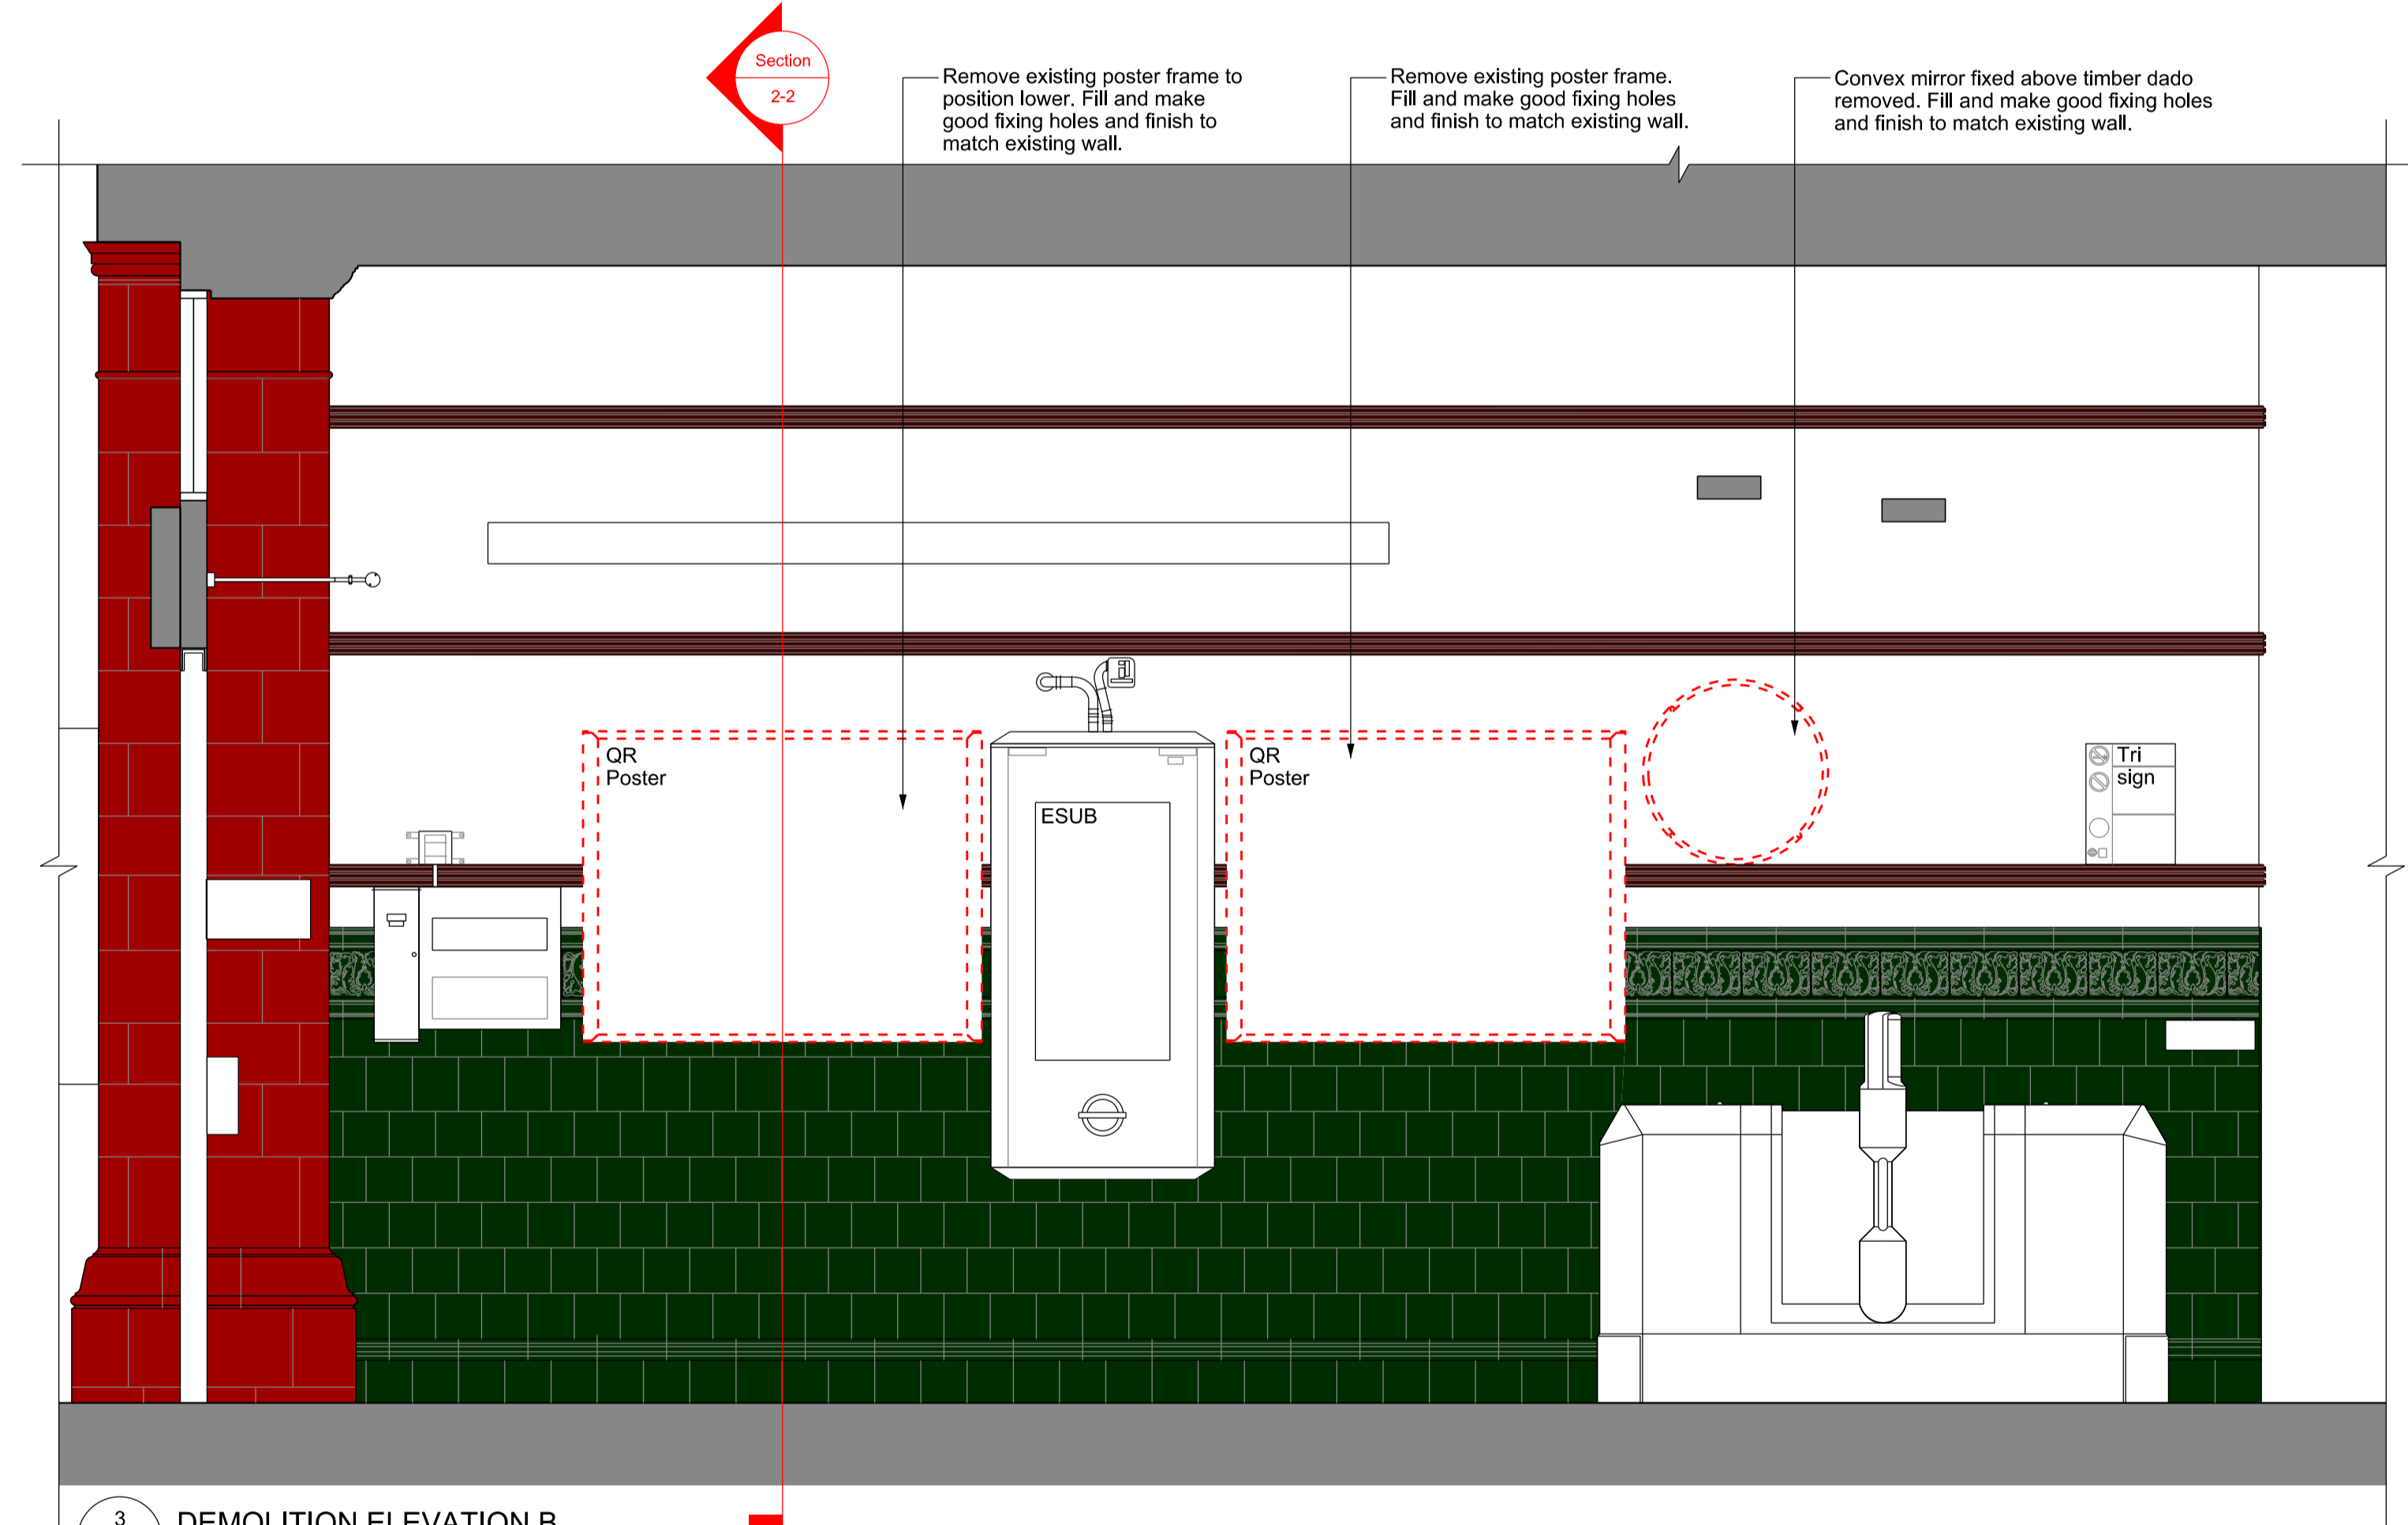 Section
2-2
Remove existing poster frame to
position lower. Fill and make
good fixing holes and finish to
match existing wall.
Remove existing poster frame.
Fill and make good fixing holes
and finish to match existing wall.
Convex mirror fixed above timber dado
removed. Fill and make good fixing holes
and finish to match existing wall.
QR
Poster
ESUB
QR
Poster
Tri
sign
3
DEMOLITION ELEVATION B